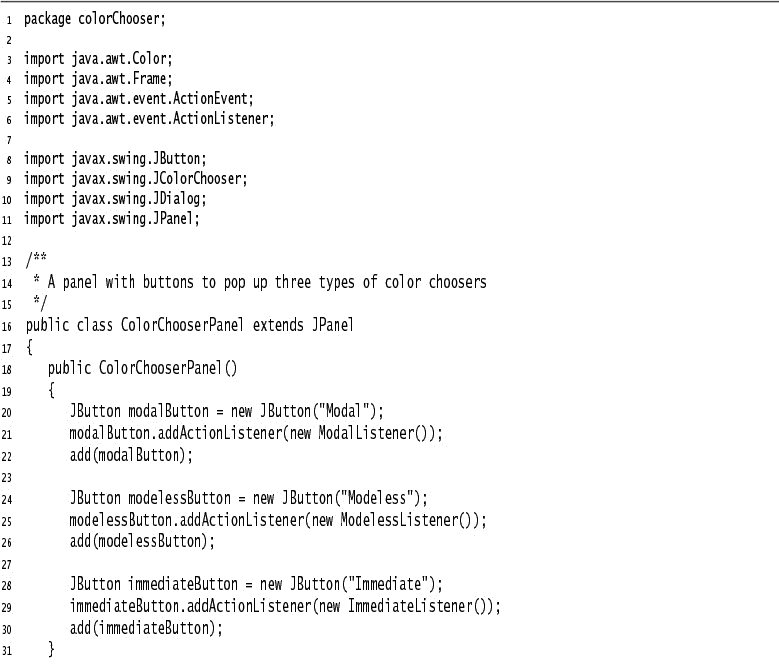 1 package colorChooser;
2
3 import java.awt.Color;
4 import java.awt.Frame;
5 import java.awt.event.ActionEvent;
6 import java.awt.event.ActionListener;
7
8 import javax.swing.JButton;
9 import javax.swing.JColorChooser;
10 import javax.swing.JDialog;
11 import javax.swing.JPanel;
12
13 /**
14  * A panel with buttons to pop up three types of color choosers
15  */
16 public class ColorChooserPanel extends JPanel
17 {
18    public ColorChooserPanel()
19    {
20       JButton modalButton = new JButton("Modal");
21       modalButton.addActionListener(new ModalListener());
22       add(modalButton);
23
24       JButton modelessButton = new JButton("Modeless");
25       modelessButton.addActionListener(new ModelessListener());
26       add(modelessButton);
27
28       JButton immediateButton = new JButton("Immediate");
29       immediateButton.addActionListener(new ImmediateListener());
30       add(immediateButton);
31    }